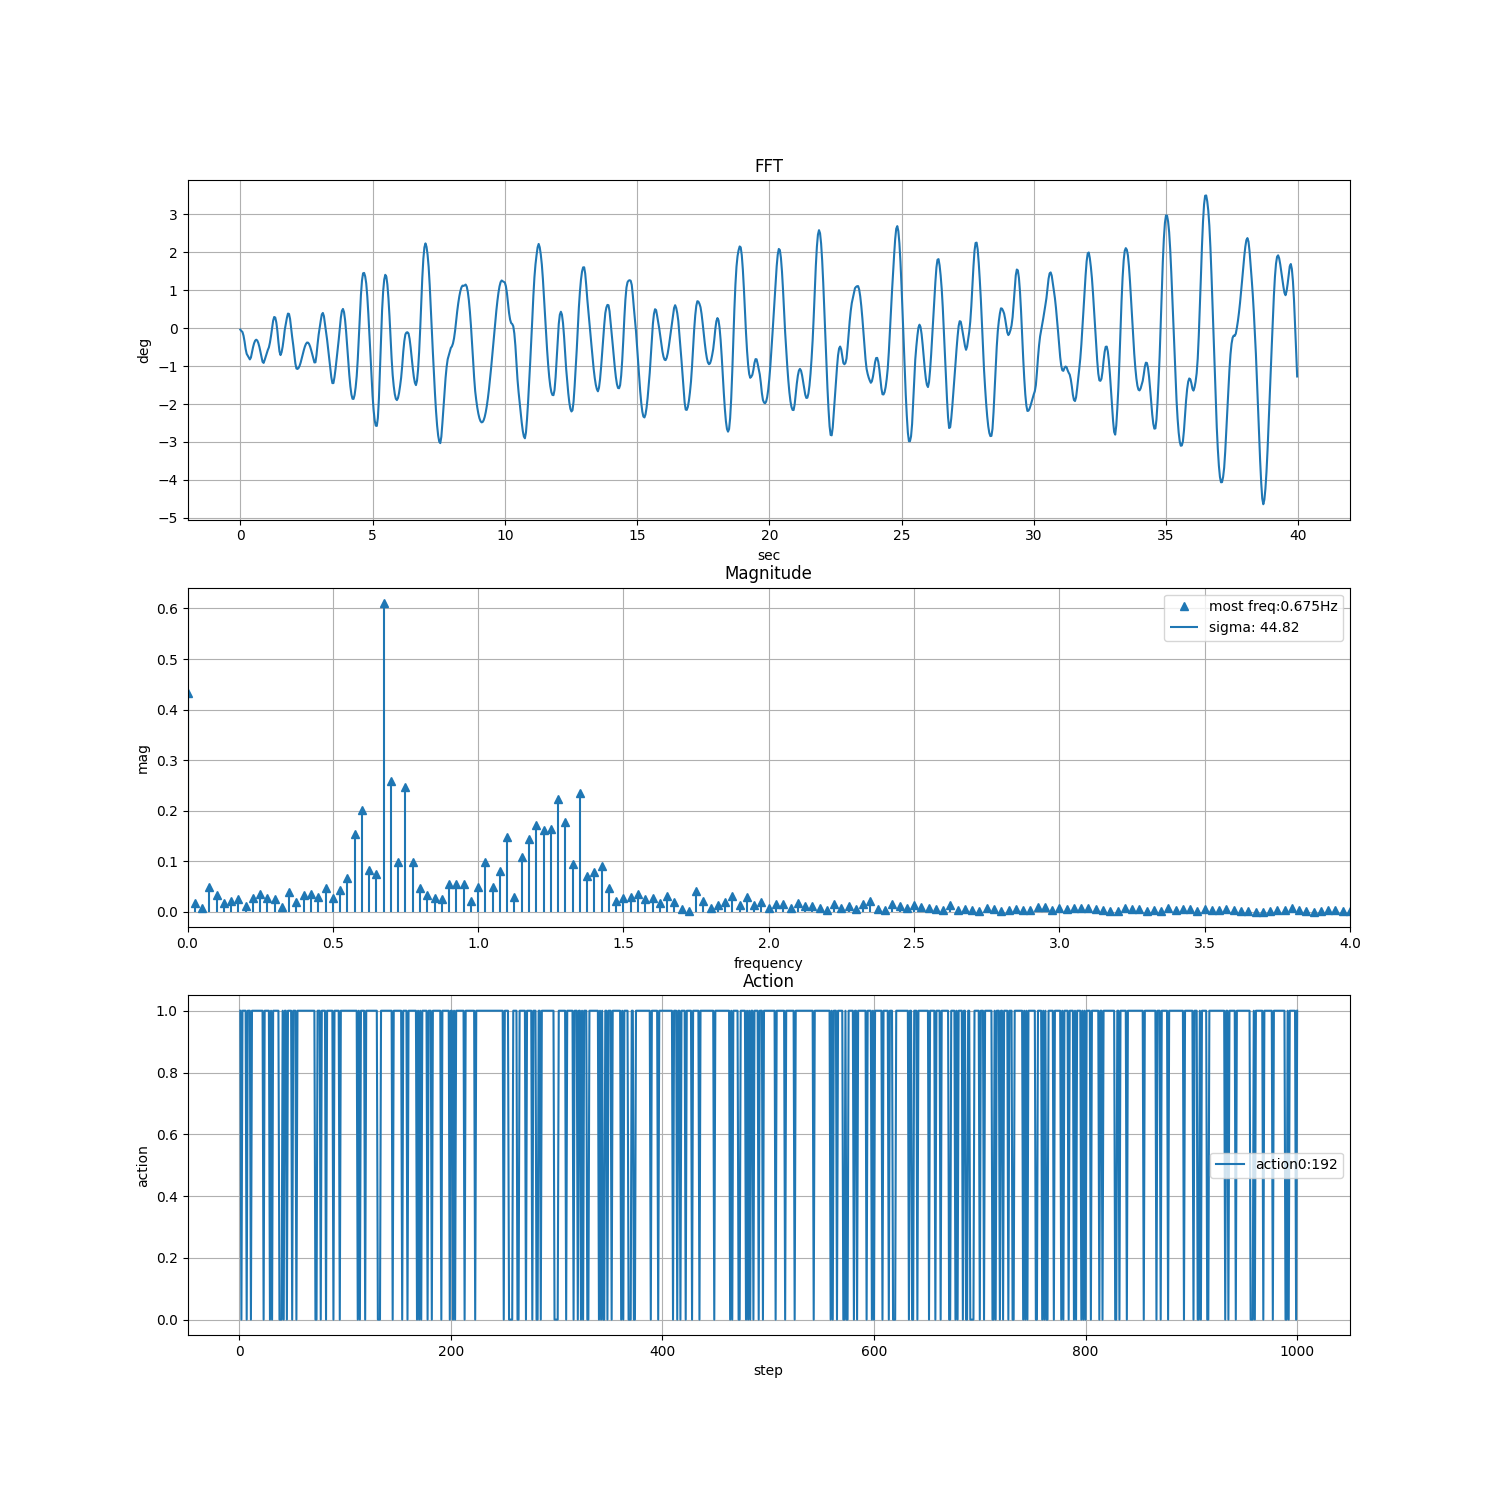 FFT
3
2
1
0
−1
−2
−3
−4
−5
deg
0 5 10 15 20 25 30 35 40
sec
Magnitude
0.6
0.5
0.4
0.3
0.2
0.1
0.0
mag
most freq:0.675Hz
sigma: 44.82
0.0 0.5 1.0 1.5 2.0 2.5 3.0 3.5 4.0
frequency
Action
1.0
0.8
0.6
0.4
0.2
0.0
action
action0:192
0 200 400 600 800 1000
step